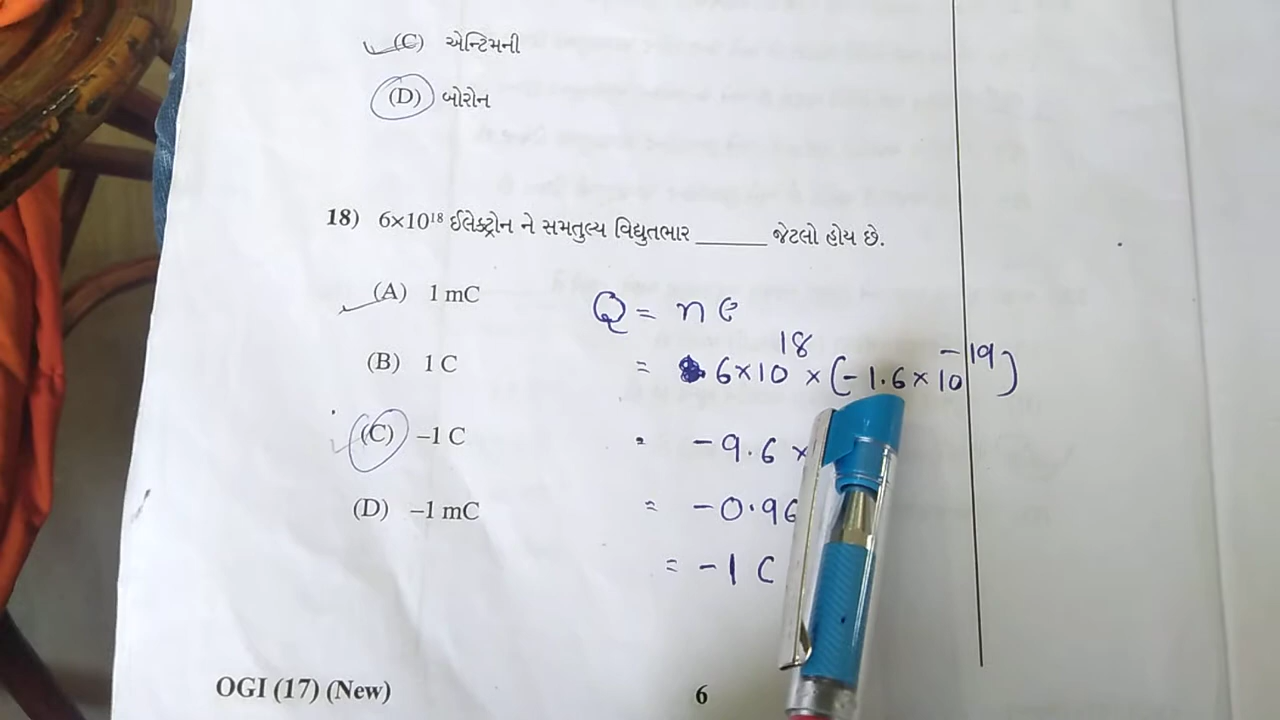 (C) એન્ટિમની
(D) બોરોન
18) 6×10¹⁸ ઈલેક્ટ્રોન ને સમતુલ્ય વિદ્યુતભાર ______ જેટલો હોય છે.
(A) 1 mC
(B) 1 C
(C) –1 C
(D) –1 mC
Q = ne
= 6×10¹⁸ × (-1.6×10⁻¹⁹)
-9.6 ×
= -0.96
= -1 C
OGI (17) (New)
6